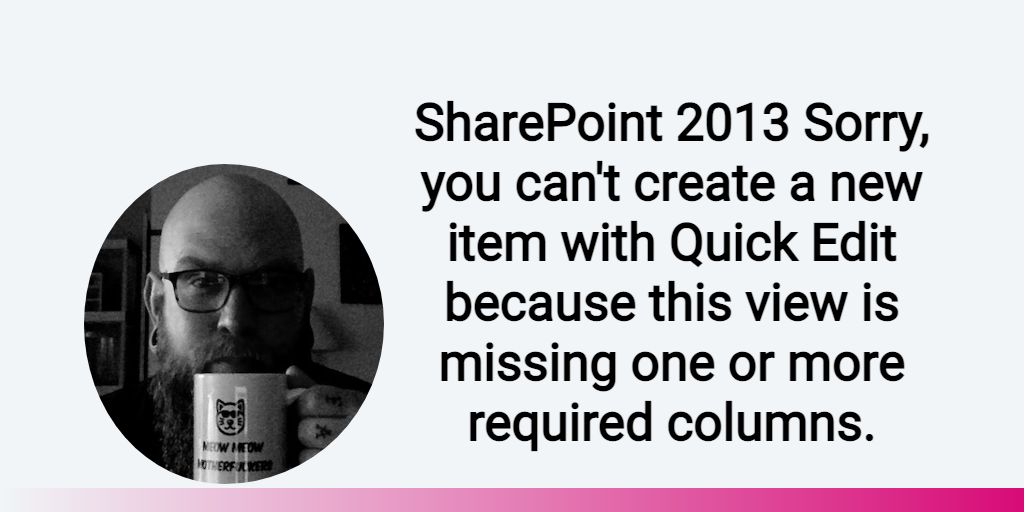 SharePoint 2013 Sorry,
you can't create a new
item with Quick Edit
because this view is
missing one or more
required columns.
MEOW MEOW
MOTHERFUCKERS